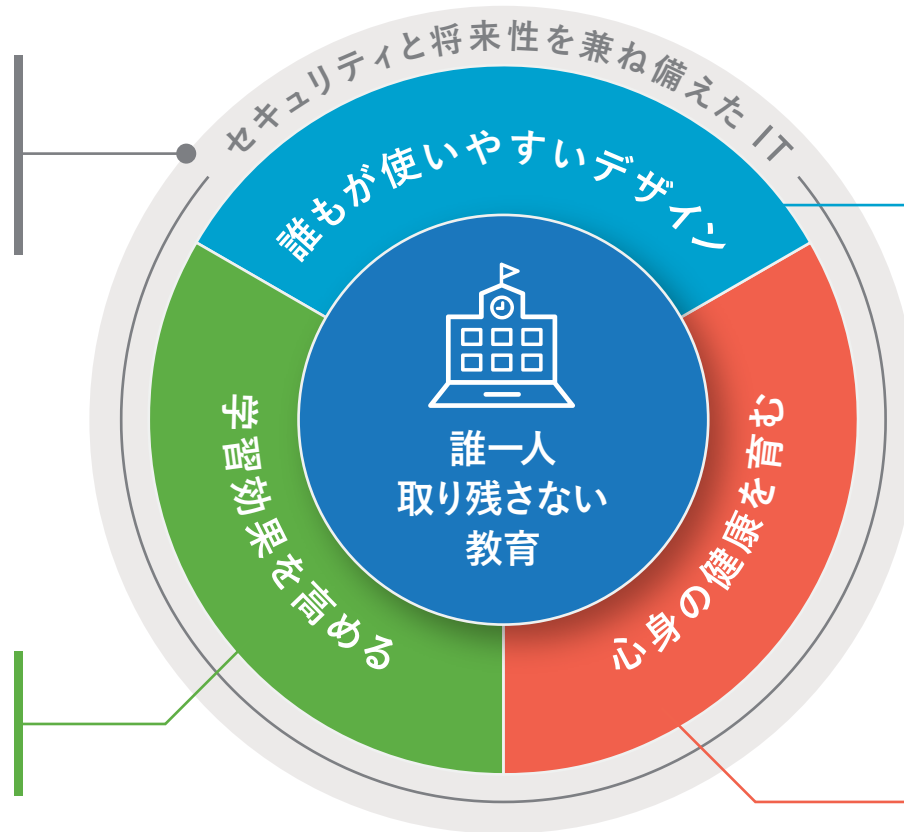 セキュリティと将来性を兼ね備えた IT
誰もが使いやすいデザイン
誰一人
取り残さない
教育
学習効果を高める
心身の健康を育む